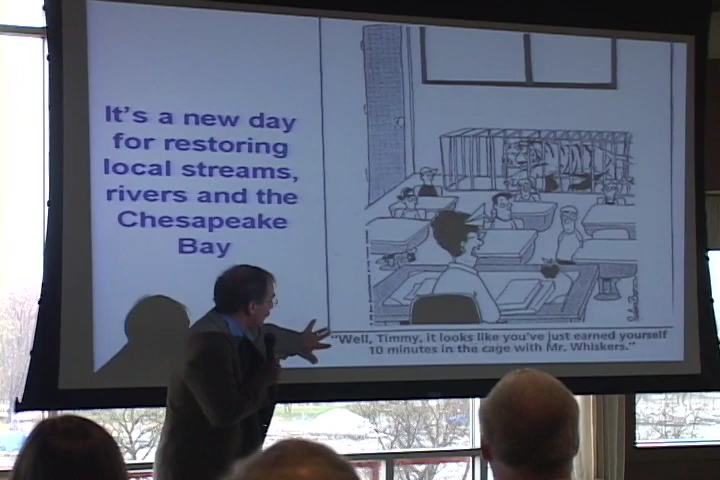 It's a new day
for restoring
local streams,
rivers and the
Chesapeake
Bay
"Well, Timmy, it looks like you've just earned yourself
10 minutes in the cage with Mr. Whiskers."